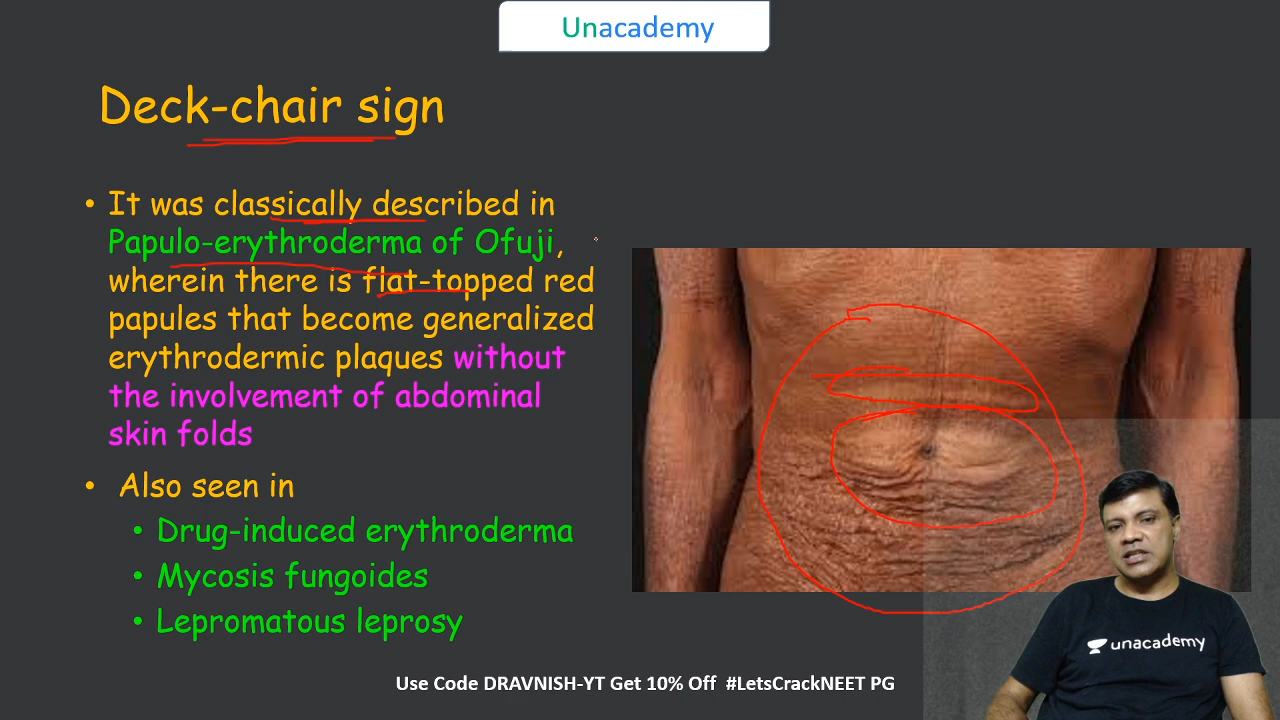 Unacademy
Deck-chair sign
• It was classically described in
Papulo-erythroderma of Ofuji,
wherein there is flat-topped red
papules that become generalized
erythrodermic plaques without
the involvement of abdominal
skin folds
• Also seen in
• Drug-induced erythroderma
• Mycosis fungoides
• Lepromatous leprosy
unacademy
Use Code DRAVNISH-YT Get 10% Off #LetsCrackNEET PG